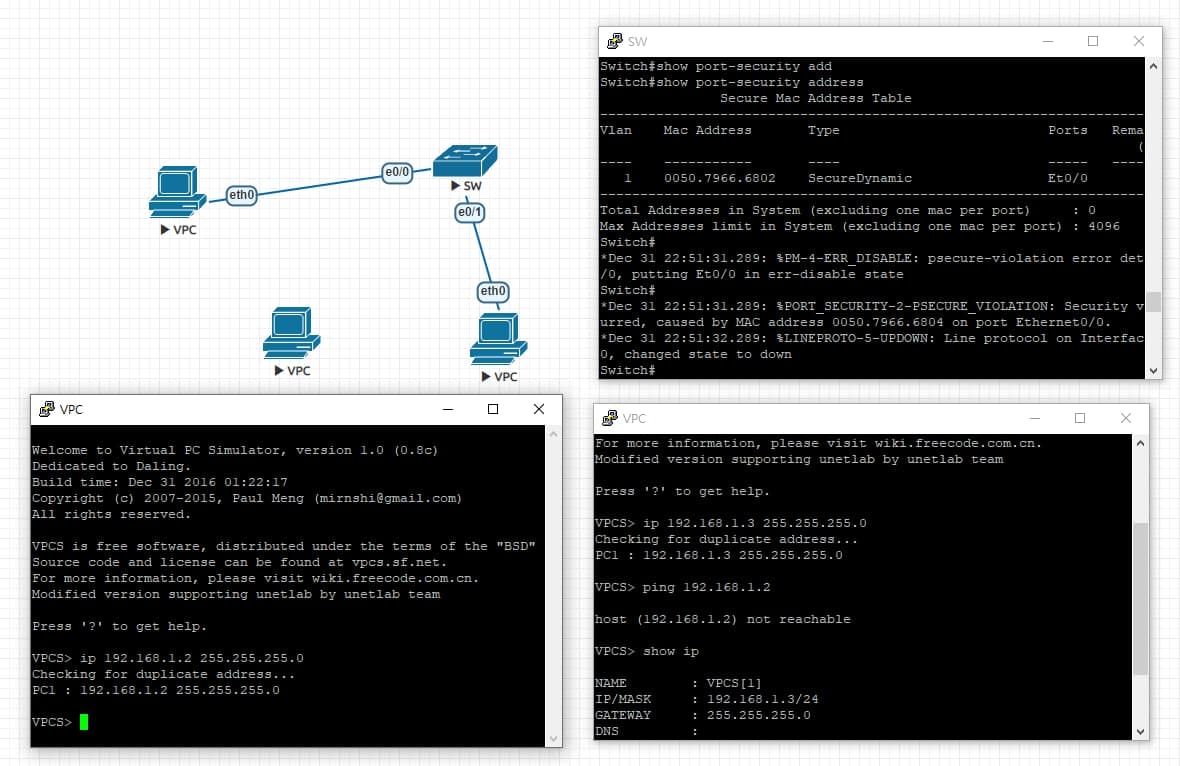 e0/0
SW
eth0
VPC
e0/1
eth0
VPC
VPC
SW
Switch#show port-security add
Switch#show port-security address
Secure Mac Address Table
--------------------------------------------------------------------
Vlan Mac Address Type Ports Rema
(
---- ----------- ---- ----- ----
1 0050.7966.6802 SecureDynamic Et0/0
--------------------------------------------------------------------
Total Addresses in System (excluding one mac per port) : 0
Max Addresses limit in System (excluding one mac per port) : 4096
Switch#
*Dec 31 22:51:31.289: %PM-4-ERR_DISABLE: psecure-violation error det
/0, putting Et0/0 in err-disable state
Switch#
*Dec 31 22:51:31.289: %PORT_SECURITY-2-PSECURE_VIOLATION: Security v
urred, caused by MAC address 0050.7966.6804 on port Ethernet0/0.
*Dec 31 22:51:32.289: %LINEPROTO-5-UPDOWN: Line protocol on Interfac
0, changed state to down
Switch#
VPC
Welcome to Virtual PC Simulator, version 1.0 (0.8c)
Dedicated to Daling.
Build time: Dec 31 2016 01:22:17
Copyright (c) 2007-2015, Paul Meng (mirnshi@gmail.com)
All rights reserved.
VPCS is free software, distributed under the terms of the "BSD"
Source code and license can be found at vpcs.sf.net.
For more information, please visit wiki.freecode.com.cn.
Modified version supporting unetlab by unetlab team
Press '?' to get help.
VPCS> ip 192.168.1.2 255.255.255.0
Checking for duplicate address...
PC1 : 192.168.1.2 255.255.255.0
VPCS>
VPC
For more information, please visit wiki.freecode.com.cn.
Modified version supporting unetlab by unetlab team
Press '?' to get help.
VPCS> ip 192.168.1.3 255.255.255.0
Checking for duplicate address...
PC1 : 192.168.1.3 255.255.255.0
VPCS> ping 192.168.1.2
host (192.168.1.2) not reachable
VPCS> show ip
NAME : VPCS[1]
IP/MASK : 192.168.1.3/24
GATEWAY : 255.255.255.0
DNS :